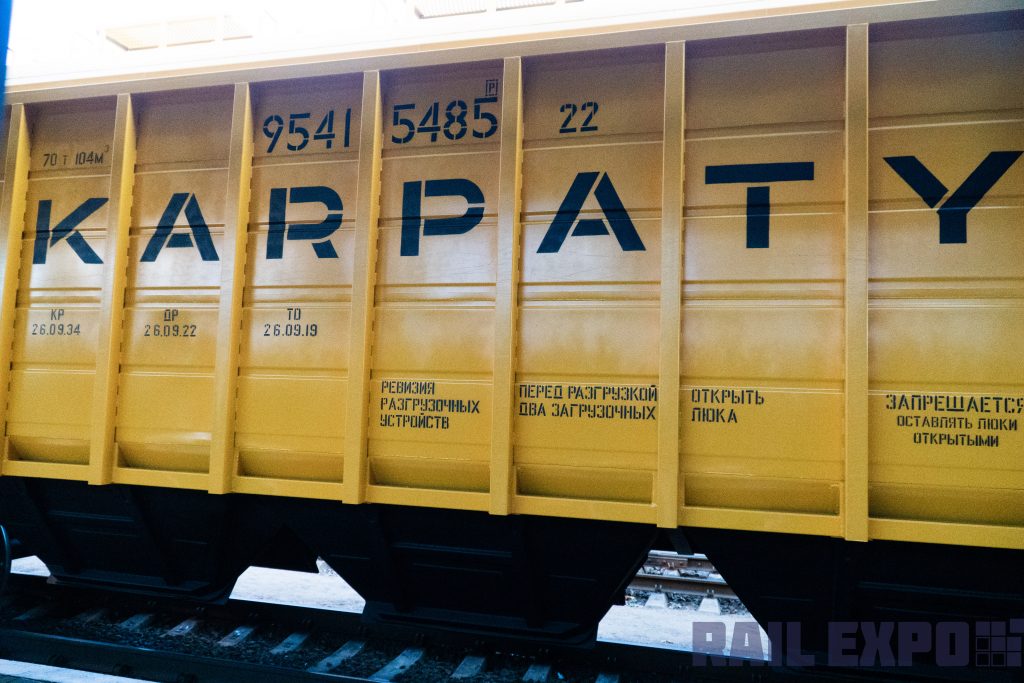 [P]
9541 5485 22
70 т 104м³
KARPATY
КР
26.09.34
ДР
26.09.22
ТО
26.09.19
РЕВИЗИЯ
РАЗГРУЗОЧНЫХ
УСТРОЙСТВ
ПЕРЕД РАЗГРУЗКОЙ ОТКРЫТЬ
ДВА ЗАГРУЗОЧНЫХ ЛЮКА
ЗАПРЕЩАЕТСЯ
ОСТАВЛЯТЬ ЛЮКИ
ОТКРЫТЫМИ
RAIL EXPO